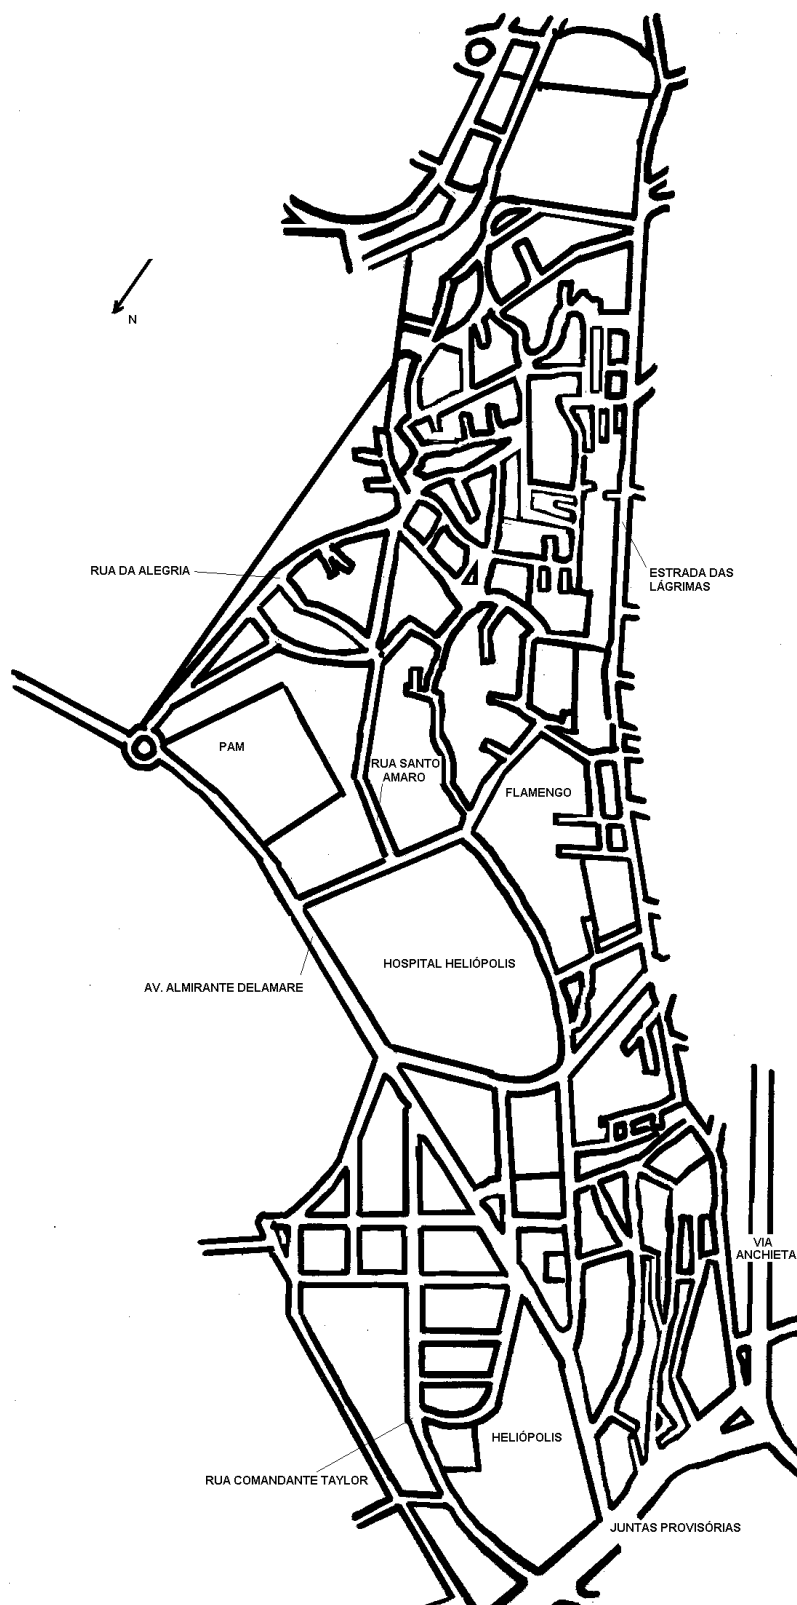 N
RUA DA ALEGRIA
ESTRADA DAS
LÁGRIMAS
PAM
RUA SANTO
AMARO
FLAMENGO
HOSPITAL HELIÓPOLIS
AV. ALMIRANTE DELAMARE
VIA
ANCHIETA
HELIÓPLIS
RUA COMANDANTE TAYLOR
JUNTAS PROVISÓRIAS